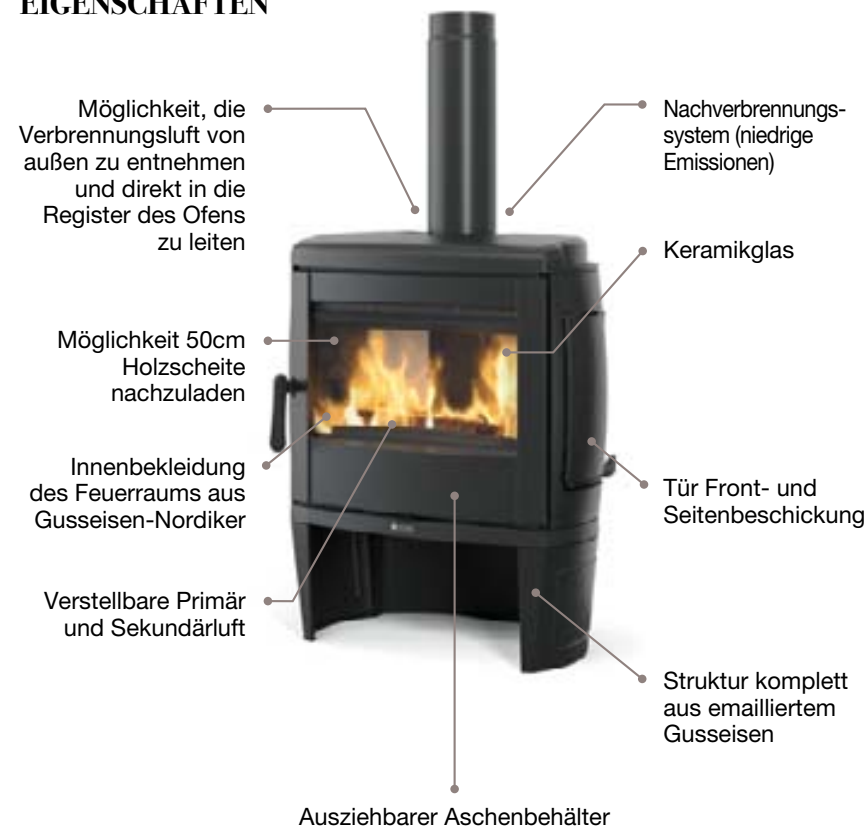 EIGENSCHAFTEN
Möglichkeit, die
Verbrennungsluft von
außen zu entnehmen
und direkt in die
Register des Ofens
zu leiten
Möglichkeit 50cm
Holzscheite
nachzuladen
Innenbekleidung
des Feuerraums aus
Gusseisen-Nordiker
Verstellbare Primär
und Sekundärluft
Nachverbrennungs-
system (niedrige
Emissionen)
Keramikglas
Tür Front- und
Seitenbeschickung
Struktur komplett
aus emailliertem
Gusseisen
Ausziehbarer Aschenbehälter